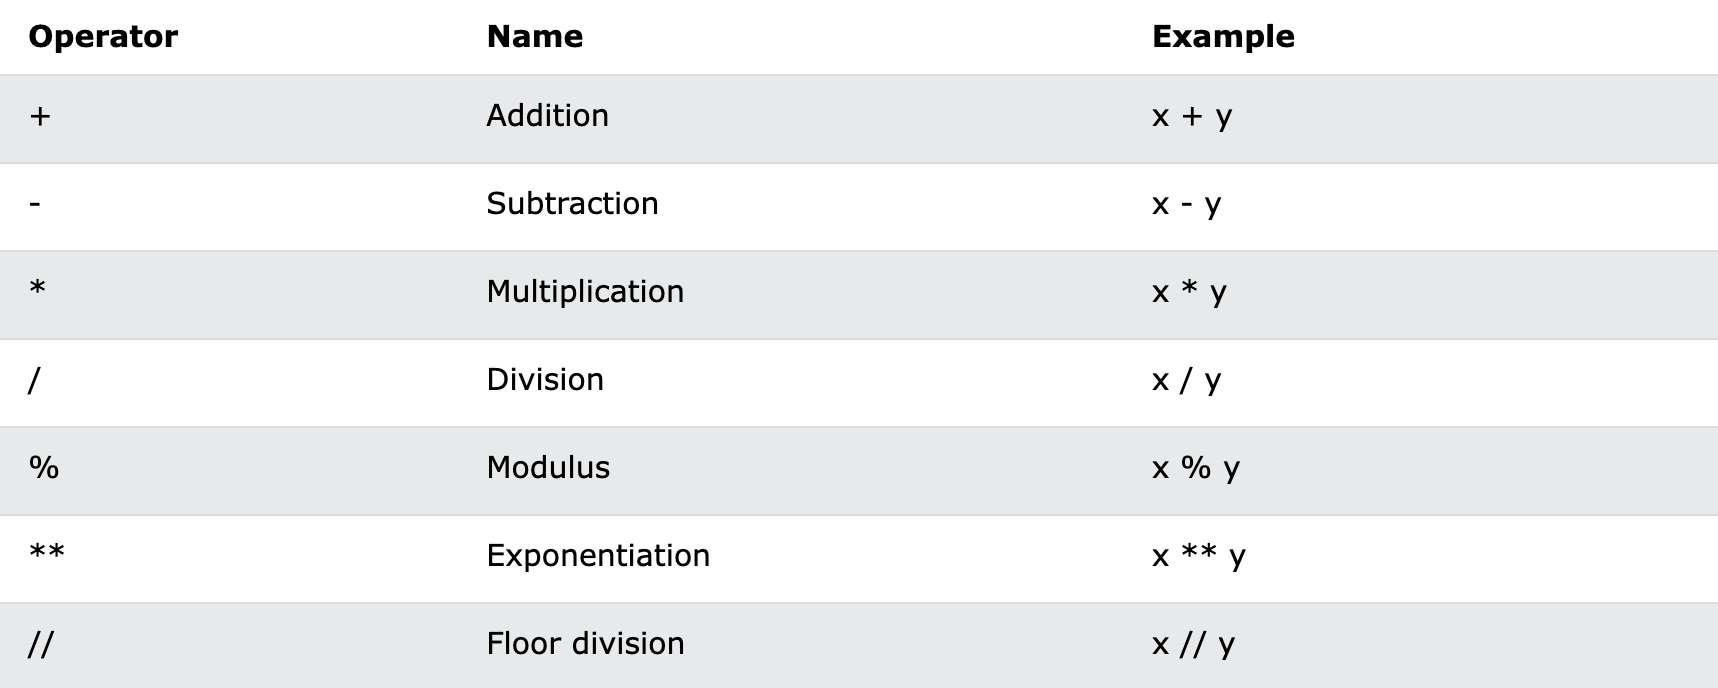 Operator Name Example
+ Addition x + y
- Subtraction x - y
* Multiplication x * y
/ Division x / y
% Modulus x % y
** Exponentiation x ** y
// Floor division x // y